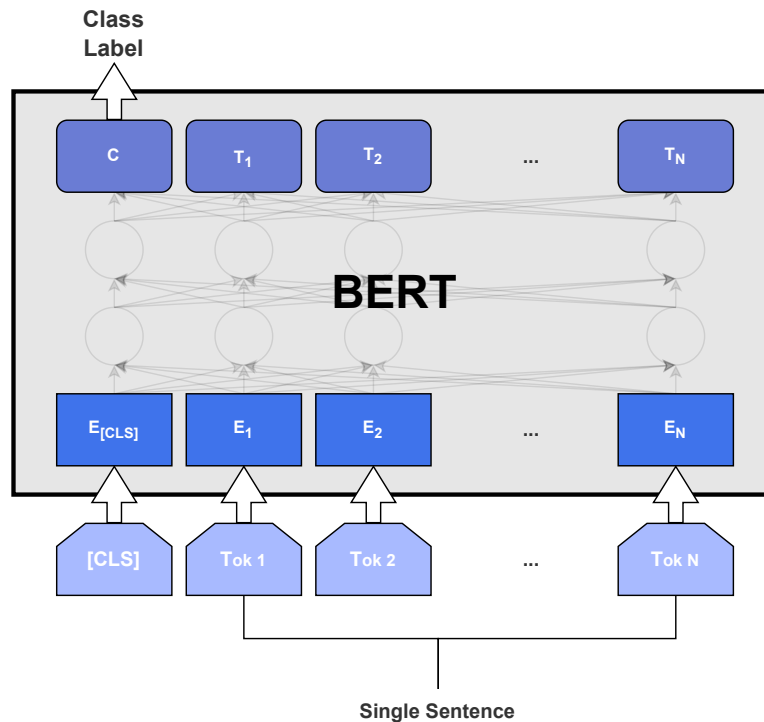 Class
Label
C T1 T2 ... TN
BERT
E[CLS] E1 E2 ... EN
[CLS] Tok 1 Tok 2 ... Tok N
Single Sentence